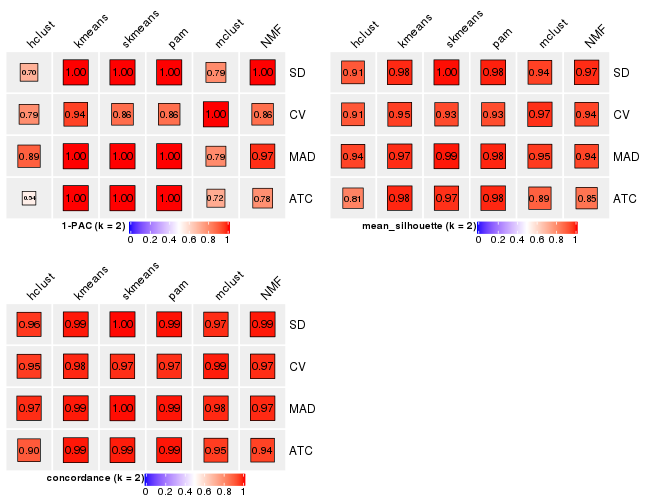 hclust kmeans skmeans pam mclust NMF
0.70 1.00 1.00 1.00 0.79 1.00 SD
0.79 0.94 0.86 0.86 1.00 0.86 CV
0.89 1.00 1.00 1.00 0.79 0.97 MAD
0.54 1.00 1.00 1.00 0.72 0.78 ATC
1-PAC (k = 2)
0 0.2 0.4 0.6 0.8 1
hclust kmeans skmeans pam mclust NMF
0.91 0.98 1.00 0.98 0.94 0.97 SD
0.91 0.95 0.93 0.93 0.97 0.94 CV
0.94 0.97 0.99 0.98 0.95 0.94 MAD
0.81 0.98 0.97 0.98 0.89 0.85 ATC
mean_silhouette (k = 2)
0 0.2 0.4 0.6 0.8 1
hclust kmeans skmeans pam mclust NMF
0.96 0.99 1.00 0.99 0.97 0.99 SD
0.95 0.98 0.97 0.97 0.99 0.97 CV
0.97 0.99 1.00 0.99 0.98 0.97 MAD
0.90 0.99 0.99 0.99 0.95 0.94 ATC
concordance (k = 2)
0 0.2 0.4 0.6 0.8 1